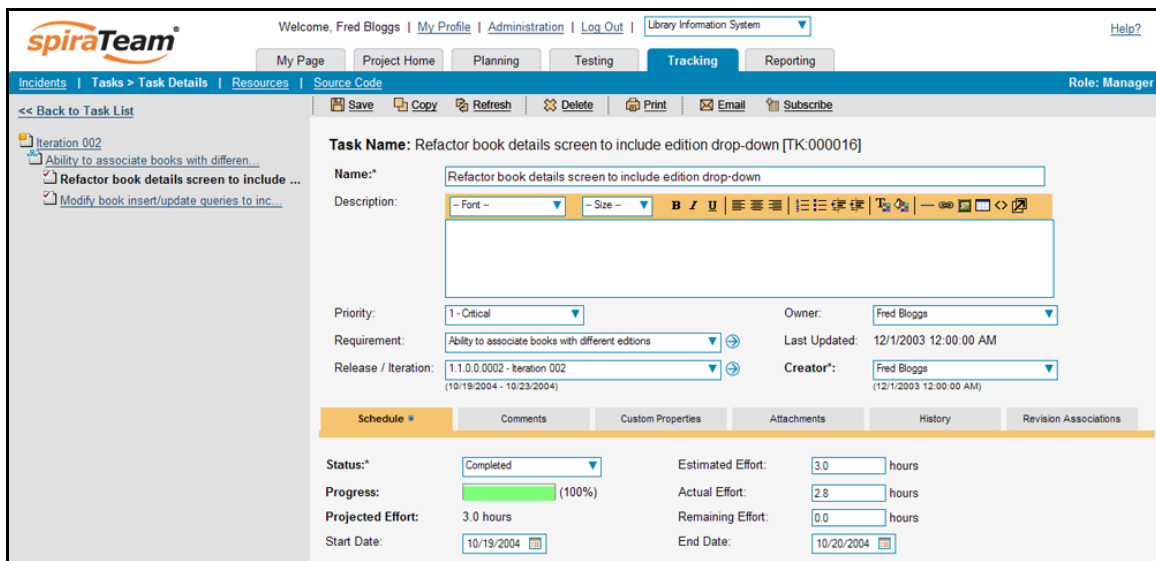 spiraTeam®
Welcome, Fred Bloggs | My Profile | Administration | Log Out | Library Information System
Help?
My Page Project Home Planning Testing Tracking Reporting
Incidents | Tasks > Task Details | Resources | Source Code Role: Manager
<< Back to Task List
Iteration 002
Ability to associate books with differen...
Refactor book details screen to include ...
Modify book insert/update queries to inc...
Save Copy Refresh Delete Print Email Subscribe
Task Name: Refactor book details screen to include edition drop-down [TK:000016]
Name:* Refactor book details screen to include edition drop-down
Description: -- Font -- -- Size -- B I U
Priority: 1 - Critical Owner: Fred Bloggs
Requirement: Ability to associate books with different editions Last Updated: 12/1/2003 12:00:00 AM
Release / Iteration: 1.1.0.0.0002 - Iteration 002 Creator*: Fred Bloggs
(10/19/2004 - 10/23/2004) (12/1/2003 12:00:00 AM)
Schedule Comments Custom Properties Attachments History Revision Associations
Status:* Completed Estimated Effort: 3.0 hours
Progress: (100%) Actual Effort: 2.8 hours
Projected Effort: 3.0 hours Remaining Effort: 0.0 hours
Start Date: 10/19/2004 End Date: 10/20/2004